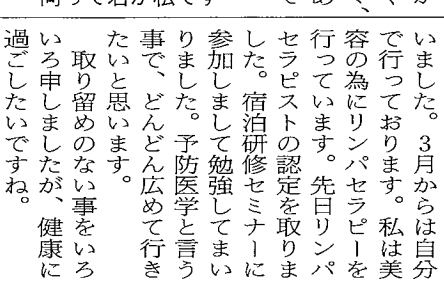 いました。3月からは自分
で行っております。私は美
容の為にリンパセラピーを
行っています。先日リンパ
セラピストの認定を取りま
した。宿泊研修セミナーに
参加しまして勉強してまい
りました。予防医学と言う
事で、どんどん広めて行き
たいと思います。
取り留めのない事をいろ
いろ申しましたが、健康に
過ごしたいですね。